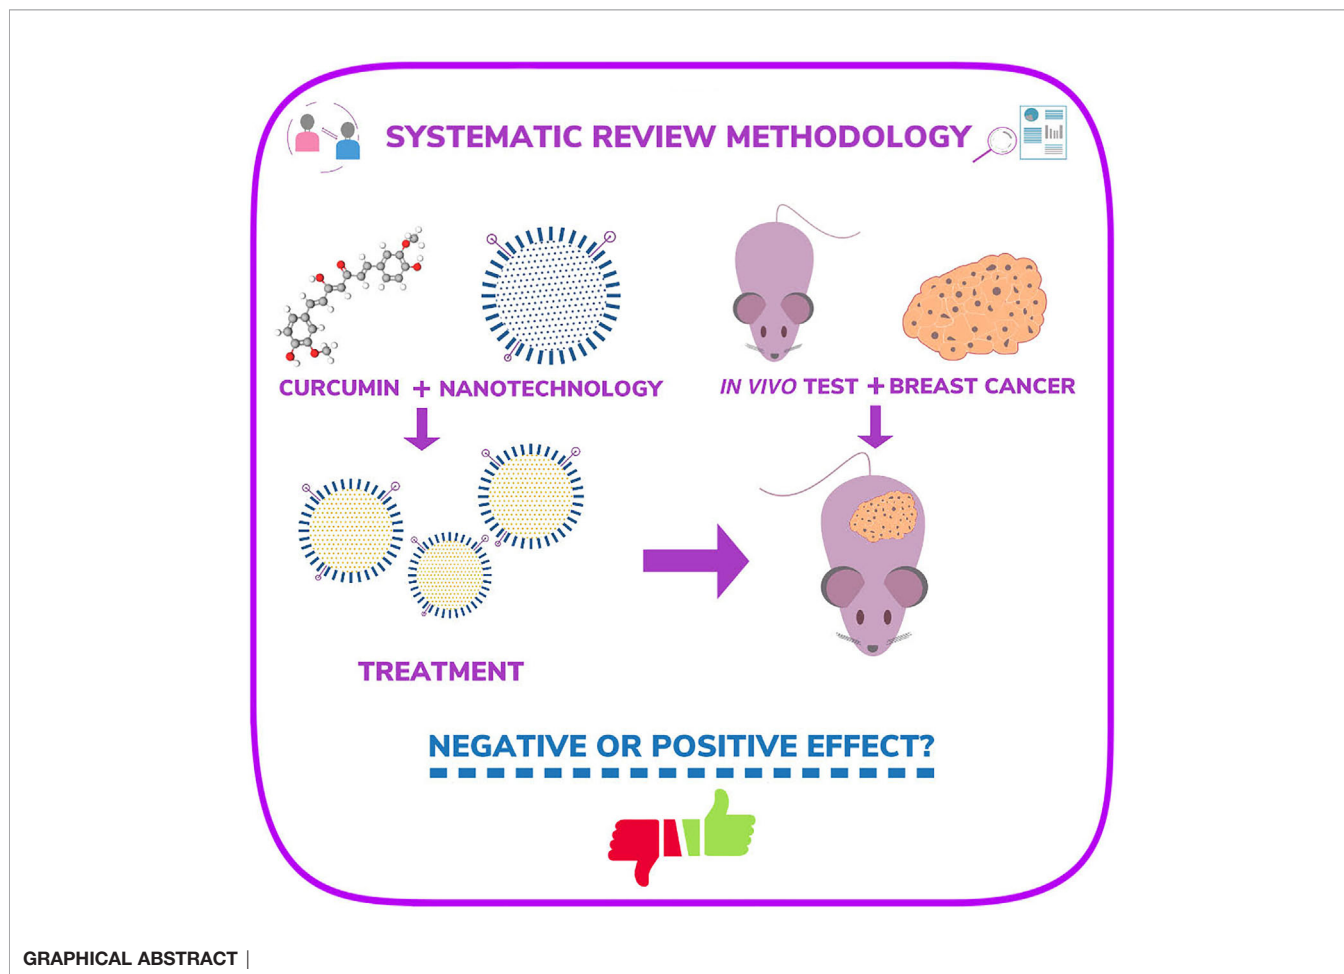 SYSTEMATIC REVIEW METHODOLOGY
CURCUMIN + NANOTECHNOLOGY
IN VIVO TEST + BREAST CANCER
TREATMENT
NEGATIVE OR POSITIVE EFFECT?
GRAPHICAL ABSTRACT |